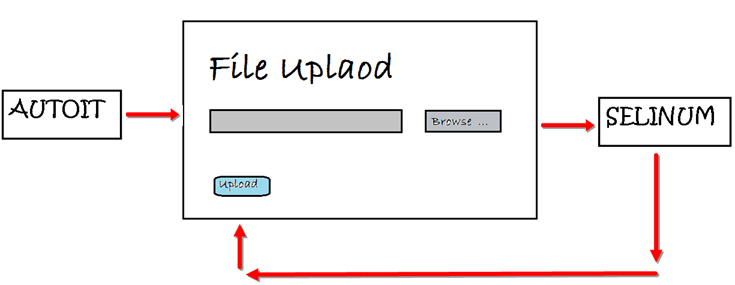 File Uplaod
AUTOIT
Browse ...
SELINUM
Upload